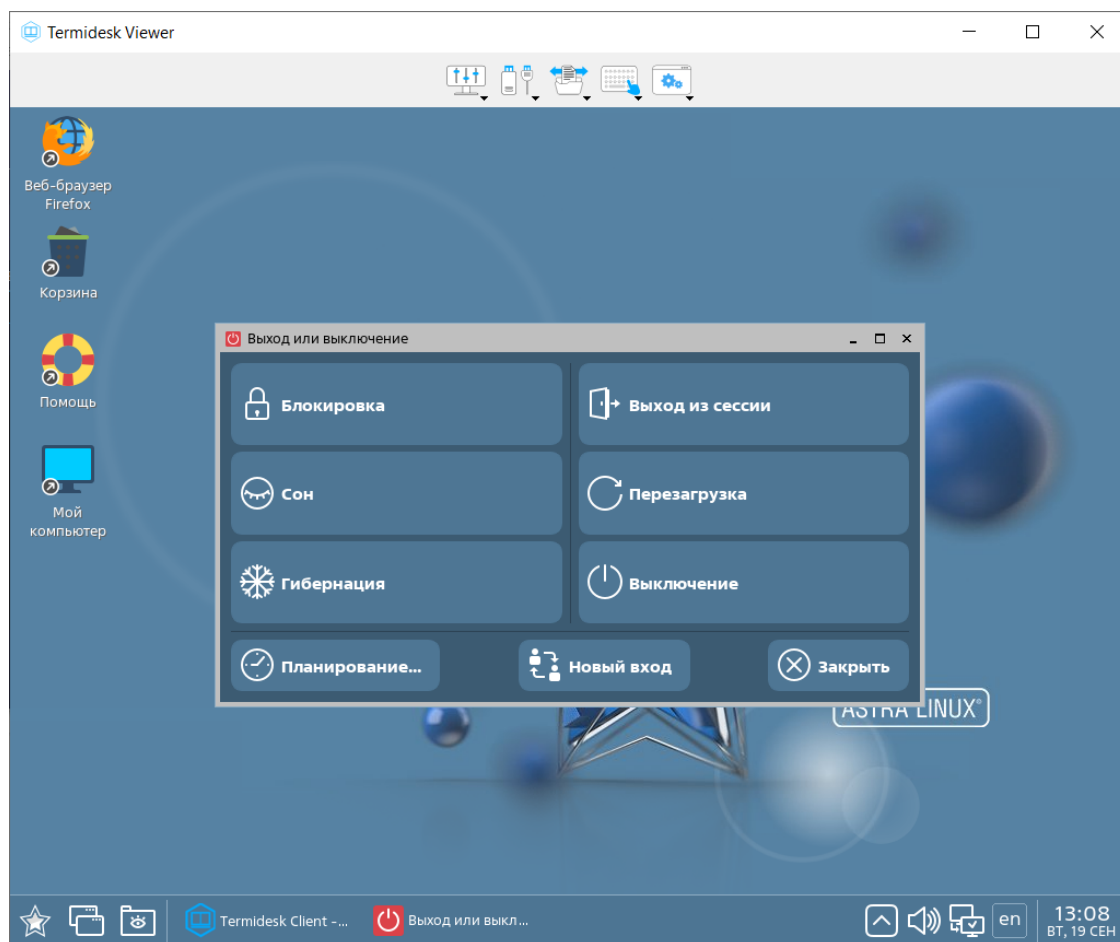 Termidesk Viewer
Веб-браузер
Firefox
Корзина
Помощь
Мой
компьютер
Выход или выключение
Блокировка
Выход из сессии
Сон
Перезагрузка
Гибернация
Выключение
Планирование...
Новый вход
Закрыть
ASTRA LINUX®
Termidesk Client -...
Выход или выкл...
en
13:08
ВТ, 19 СЕН